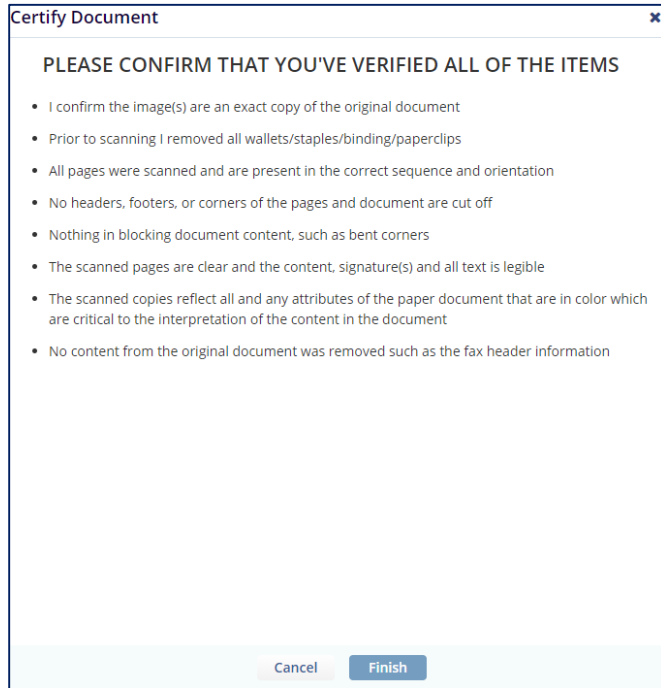 Certify Document
PLEASE CONFIRM THAT YOU'VE VERIFIED ALL OF THE ITEMS
• I confirm the image(s) are an exact copy of the original document
• Prior to scanning I removed all wallets/staples/binding/paperclips
• All pages were scanned and are present in the correct sequence and orientation
• No headers, footers, or corners of the pages and document are cut off
• Nothing in blocking document content, such as bent corners
• The scanned pages are clear and the content, signature(s) and all text is legible
• The scanned copies reflect all and any attributes of the paper document that are in color which
are critical to the interpretation of the content in the document
• No content from the original document was removed such as the fax header information
Cancel Finish